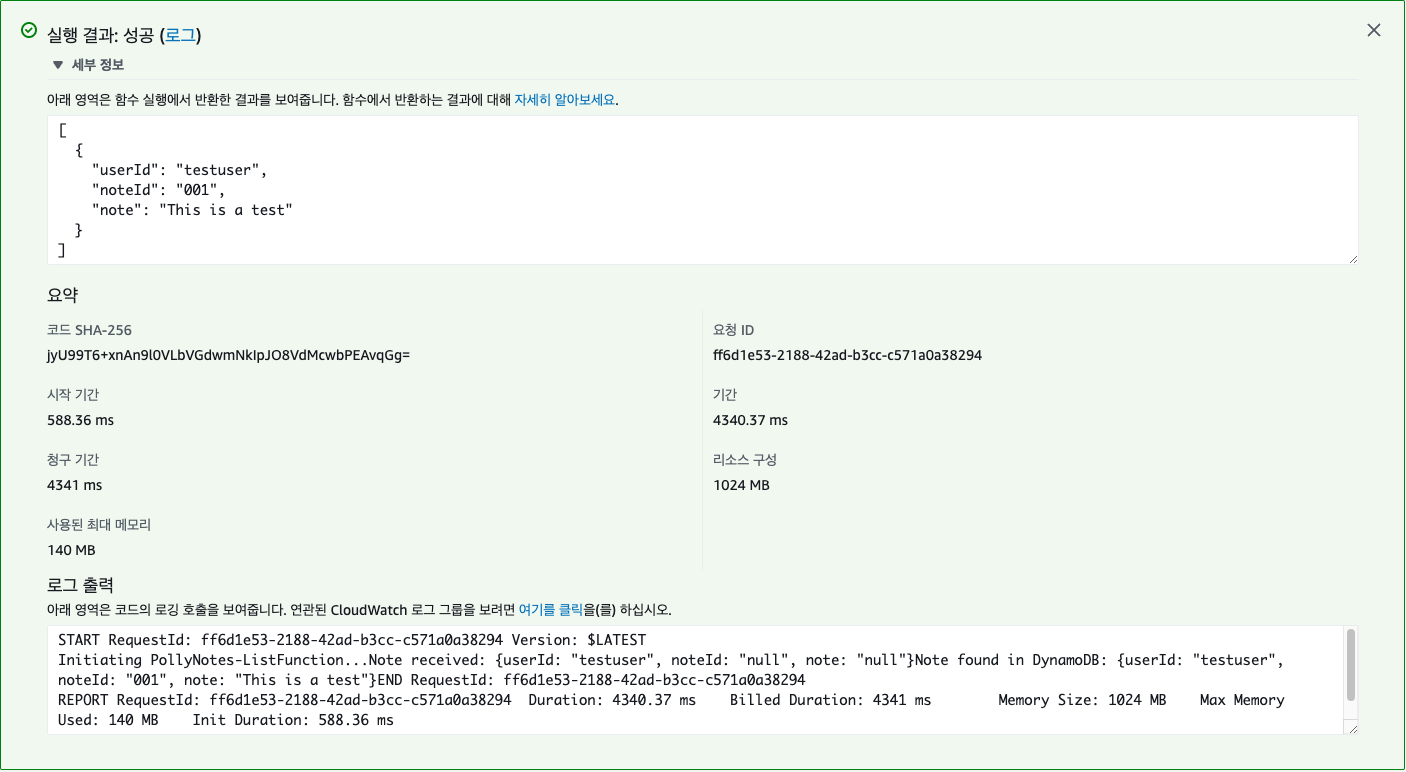 실행 결과: 성공 (로그)
세부 정보
아래 영역은 함수 실행에서 반환한 결과를 보여줍니다. 함수에서 반환하는 결과에 대해 자세히 알아보세요.
[
  {
    "userId": "testuser",
    "noteId": "001",
    "note": "This is a test"
  }
]
요약
코드 SHA-256
jyU99T6+xnAn9l0VLbVGdwmNkIpJO8VdMcwbPEAvqGg=
요청 ID
ff6d1e53-2188-42ad-b3cc-c571a0a38294
시작 기간
588.36 ms
기간
4340.37 ms
청구 기간
4341 ms
리소스 구성
1024 MB
사용된 최대 메모리
140 MB
로그 출력
아래 영역은 코드의 로깅 호출을 보여줍니다. 연관된 CloudWatch 로그 그룹을 보려면 여기를 클릭을(를) 하십시오.
START RequestId: ff6d1e53-2188-42ad-b3cc-c571a0a38294 Version: $LATEST
Initiating PollyNotes-ListFunction...Note received: {userId: "testuser", noteId: "null", note: "null"}Note found in DynamoDB: {userId: "testuser",
noteId: "001", note: "This is a test"}END RequestId: ff6d1e53-2188-42ad-b3cc-c571a0a38294
REPORT RequestId: ff6d1e53-2188-42ad-b3cc-c571a0a38294  Duration: 4340.37 ms    Billed Duration: 4341 ms        Memory Size: 1024 MB    Max Memory
Used: 140 MB    Init Duration: 588.36 ms